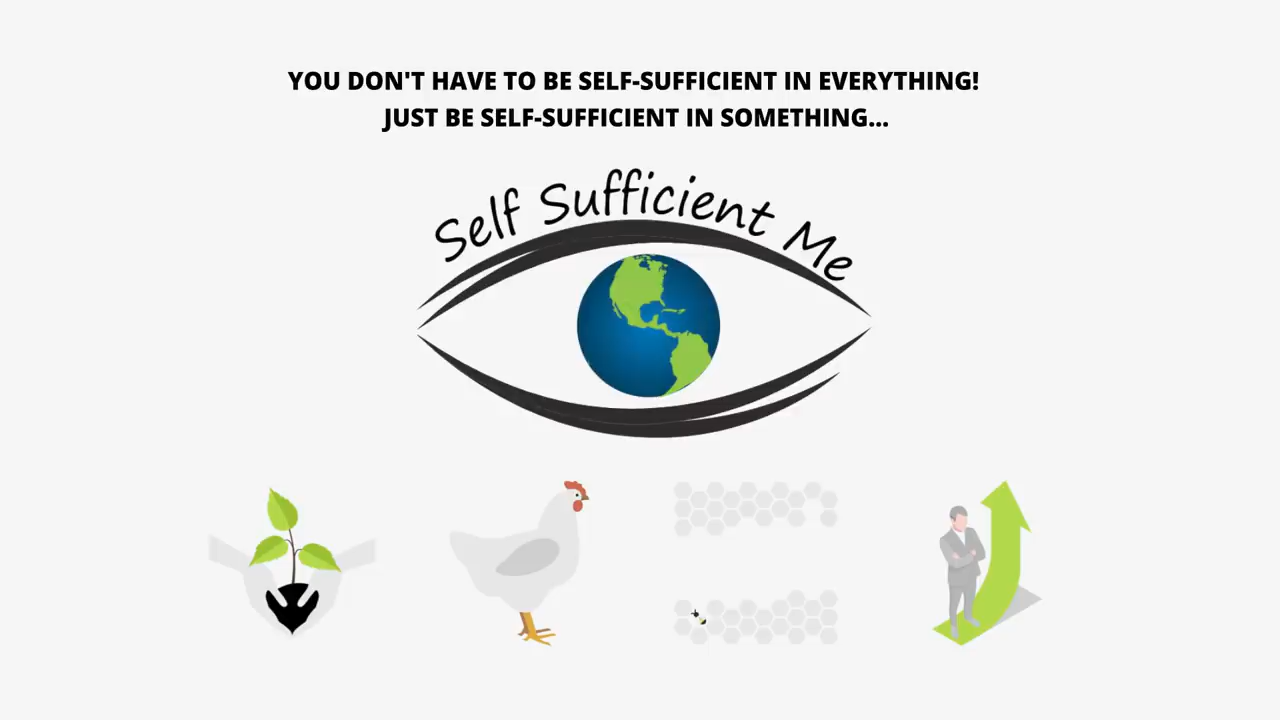 YOU DON'T HAVE TO BE SELF-SUFFICIENT IN EVERYTHING!
JUST BE SELF-SUFFICIENT IN SOMETHING...
Self Sufficient Me